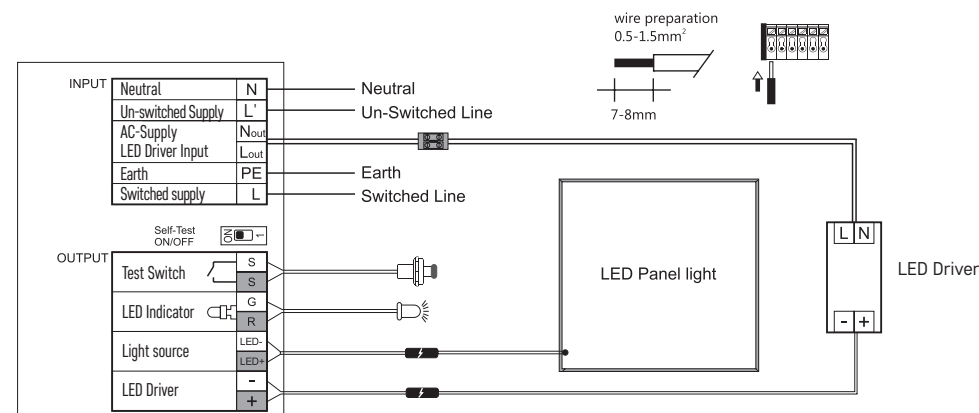 wire preparation
0.5-1.5mm²
7-8mm
INPUT
Neutral N Neutral
Un-switched Supply L' Un-Switched Line
AC-Supply Nout
LED Driver Input Lout
Earth PE Earth
Switched supply L Switched Line
Self-Test
ON/OFF
ON 1
OUTPUT
Test Switch S
S
LED Indicator G
R
Light source LED-
LED+
LED Driver -
+
LED Panel light
L N
LED Driver
- +